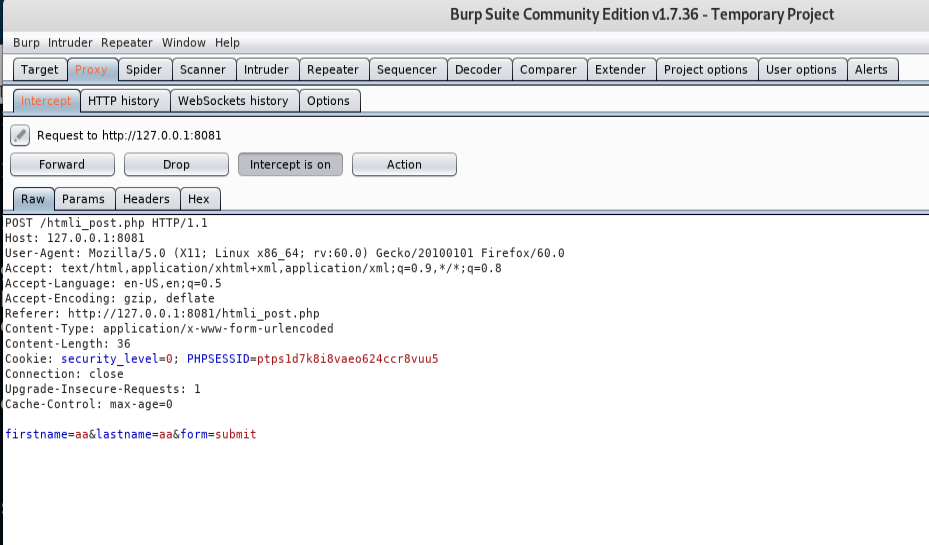 Burp Suite Community Edition v1.7.36 - Temporary Project
Burp Intruder Repeater Window Help
Target Proxy Spider Scanner Intruder Repeater Sequencer Decoder Comparer Extender Project options User options Alerts
Intercept HTTP history WebSockets history Options
Request to http://127.0.0.1:8081
Forward Drop Intercept is on Action
Raw Params Headers Hex
POST /htmli_post.php HTTP/1.1
Host: 127.0.0.1:8081
User-Agent: Mozilla/5.0 (X11; Linux x86_64; rv:60.0) Gecko/20100101 Firefox/60.0
Accept: text/html,application/xhtml+xml,application/xml;q=0.9,*/*;q=0.8
Accept-Language: en-US,en;q=0.5
Accept-Encoding: gzip, deflate
Referer: http://127.0.0.1:8081/htmli_post.php
Content-Type: application/x-www-form-urlencoded
Content-Length: 36
Cookie: security_level=0; PHPSESSID=ptps1d7k8i8vaeo624ccr8vuu5
Connection: close
Upgrade-Insecure-Requests: 1
Cache-Control: max-age=0
firstname=aa&lastname=aa&form=submit